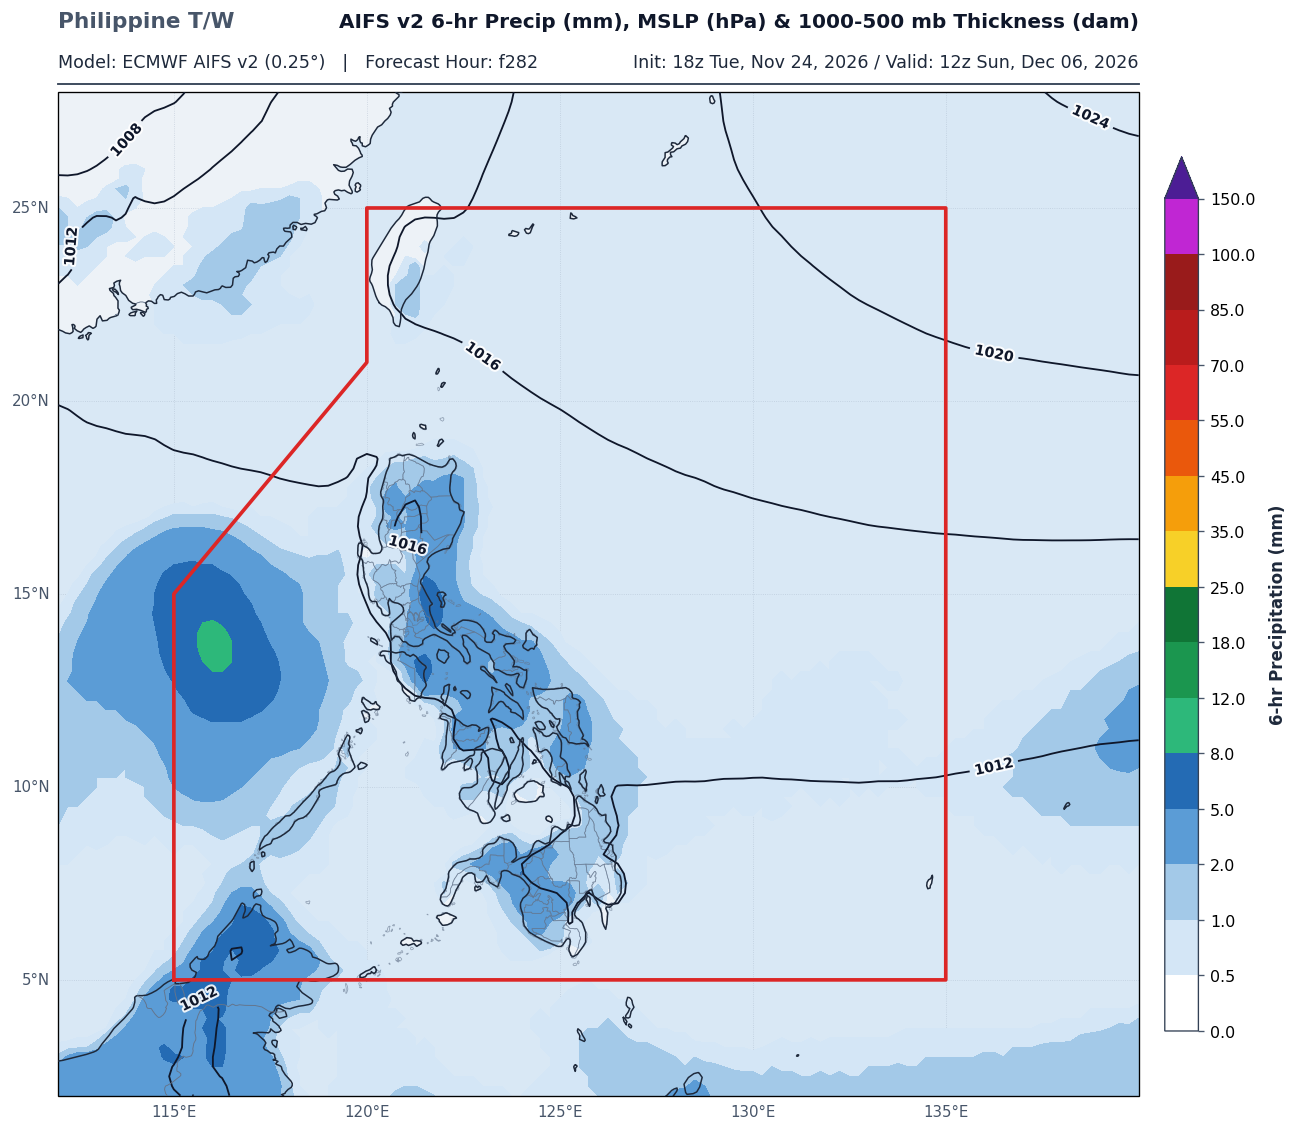 Philippine T/W
AIFS v2 6-hr Precip (mm), MSLP (hPa) & 1000-500 mb Thickness (dam)
Model: ECMWF AIFS v2 (0.25°) | Forecast Hour: f282
Init: 18z Tue, Nov 24, 2026 / Valid: 12z Sun, Dec 06, 2026
1008
1024
1012
1016
1020
1016
1012
1012
25°N
20°N
15°N
10°N
5°N
115°E
120°E
125°E
130°E
135°E
150.0
100.0
85.0
70.0
55.0
45.0
35.0
25.0
18.0
12.0
8.0
5.0
2.0
1.0
0.5
0.0
6-hr Precipitation (mm)